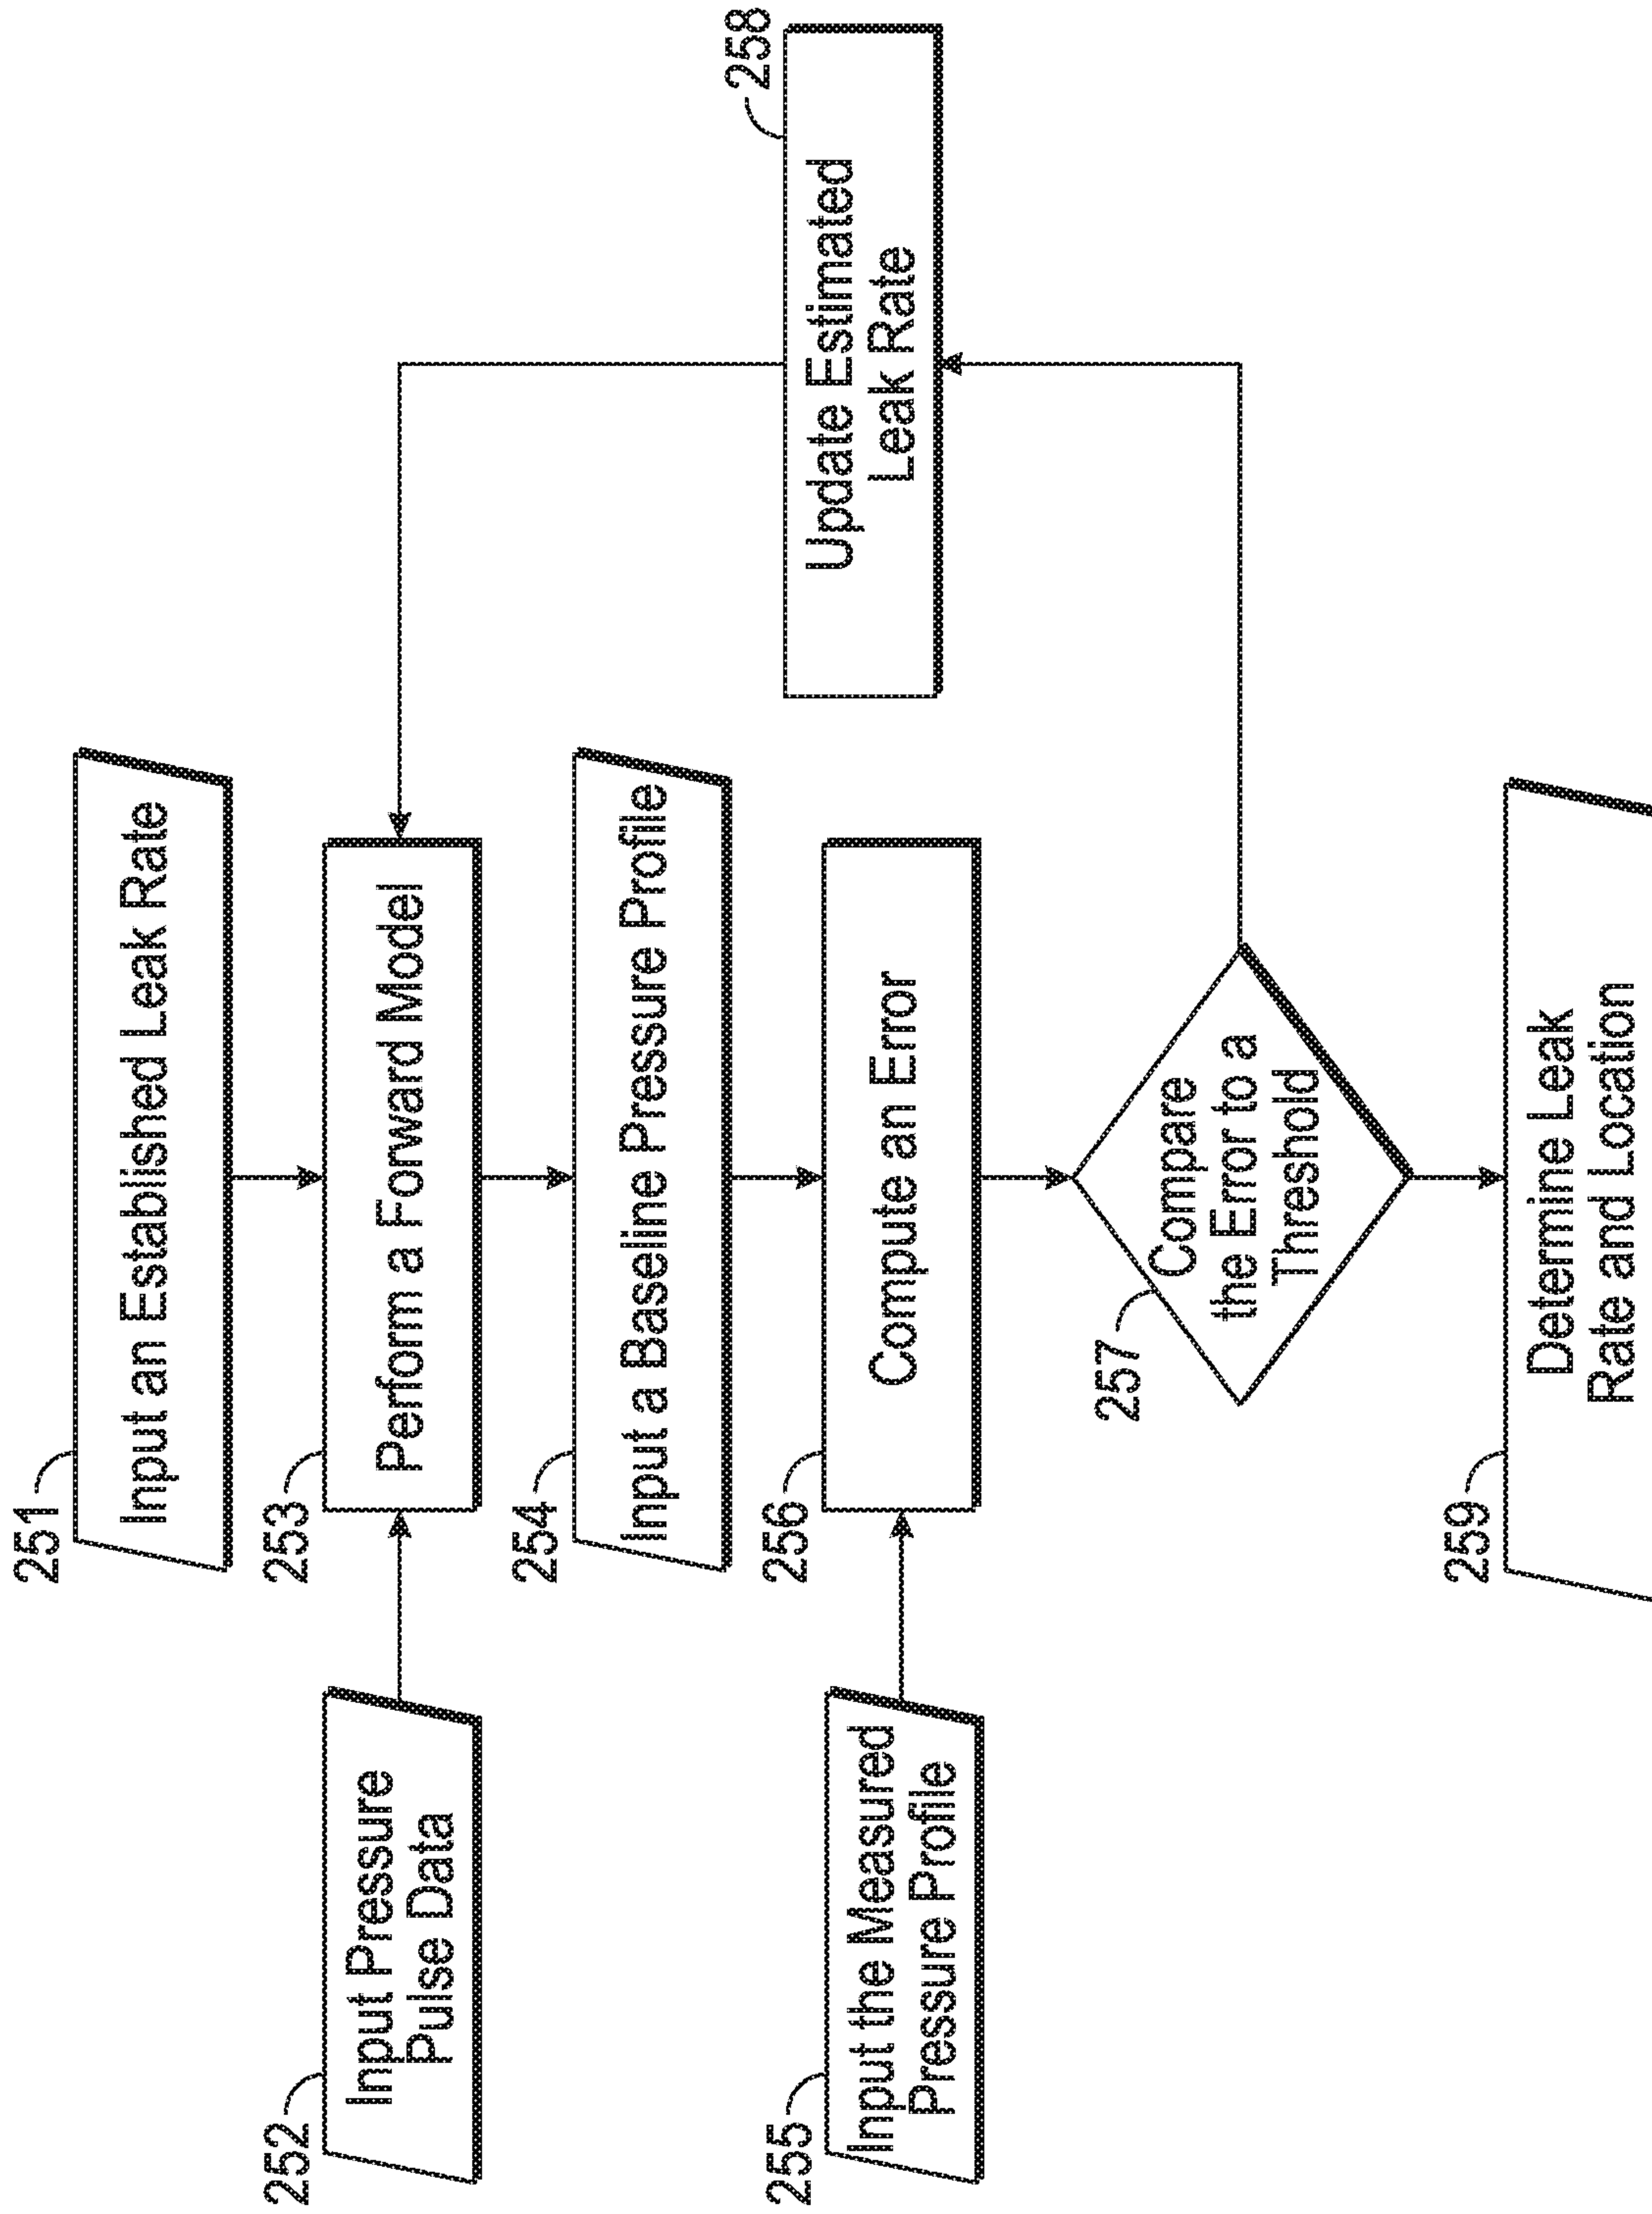 251
Input an Established Leak Rate
252
Input Pressure
Pulse Data
253
Perform a Forward Model
254
Input a Baseline Pressure Profile
255
Input the Measured
Pressure Profile
256
Compute an Error
258
Update Estimated
Leak Rate
257
Compare
the Error to a
Threshold
259
Determine Leak
Rate and Location